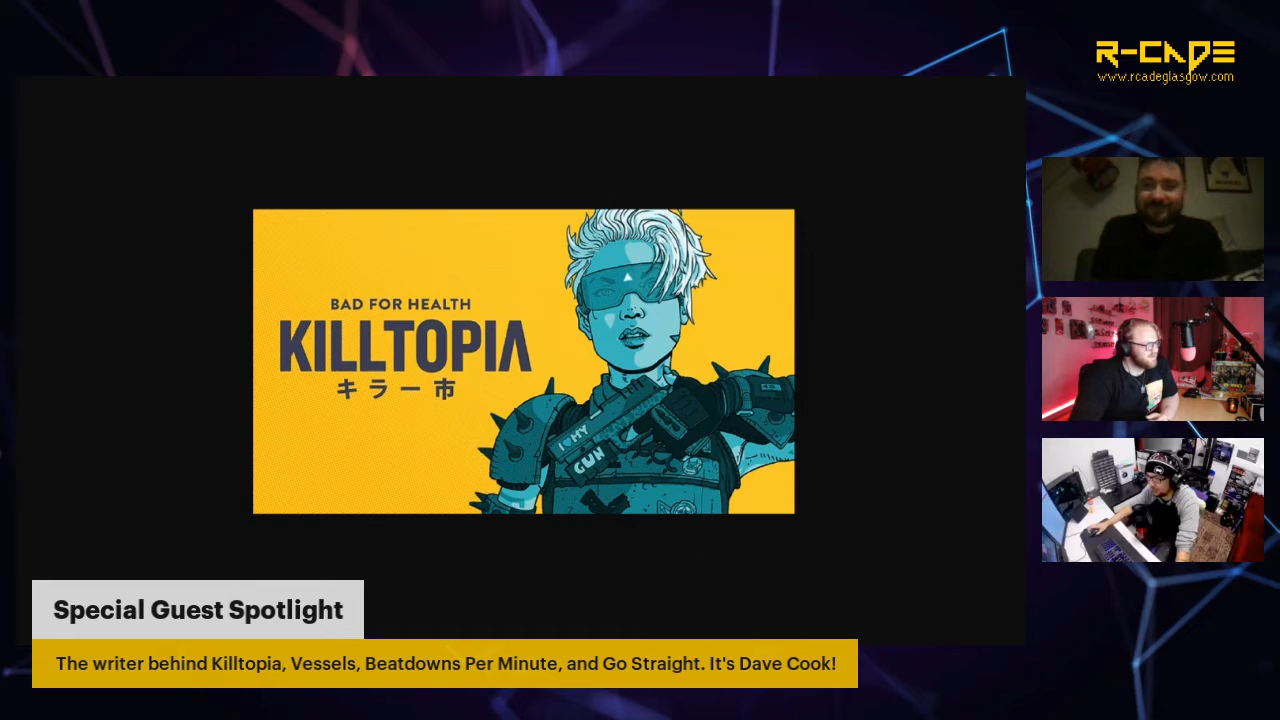 R-CADE
www.rcadeglasgow.com
BAD FOR HEALTH
KILLTOPIA
キラー市
I ♥ MY
GUN
Special Guest Spotlight
The writer behind Killtopia, Vessels, Beatdowns Per Minute, and Go Straight. It's Dave Cook!